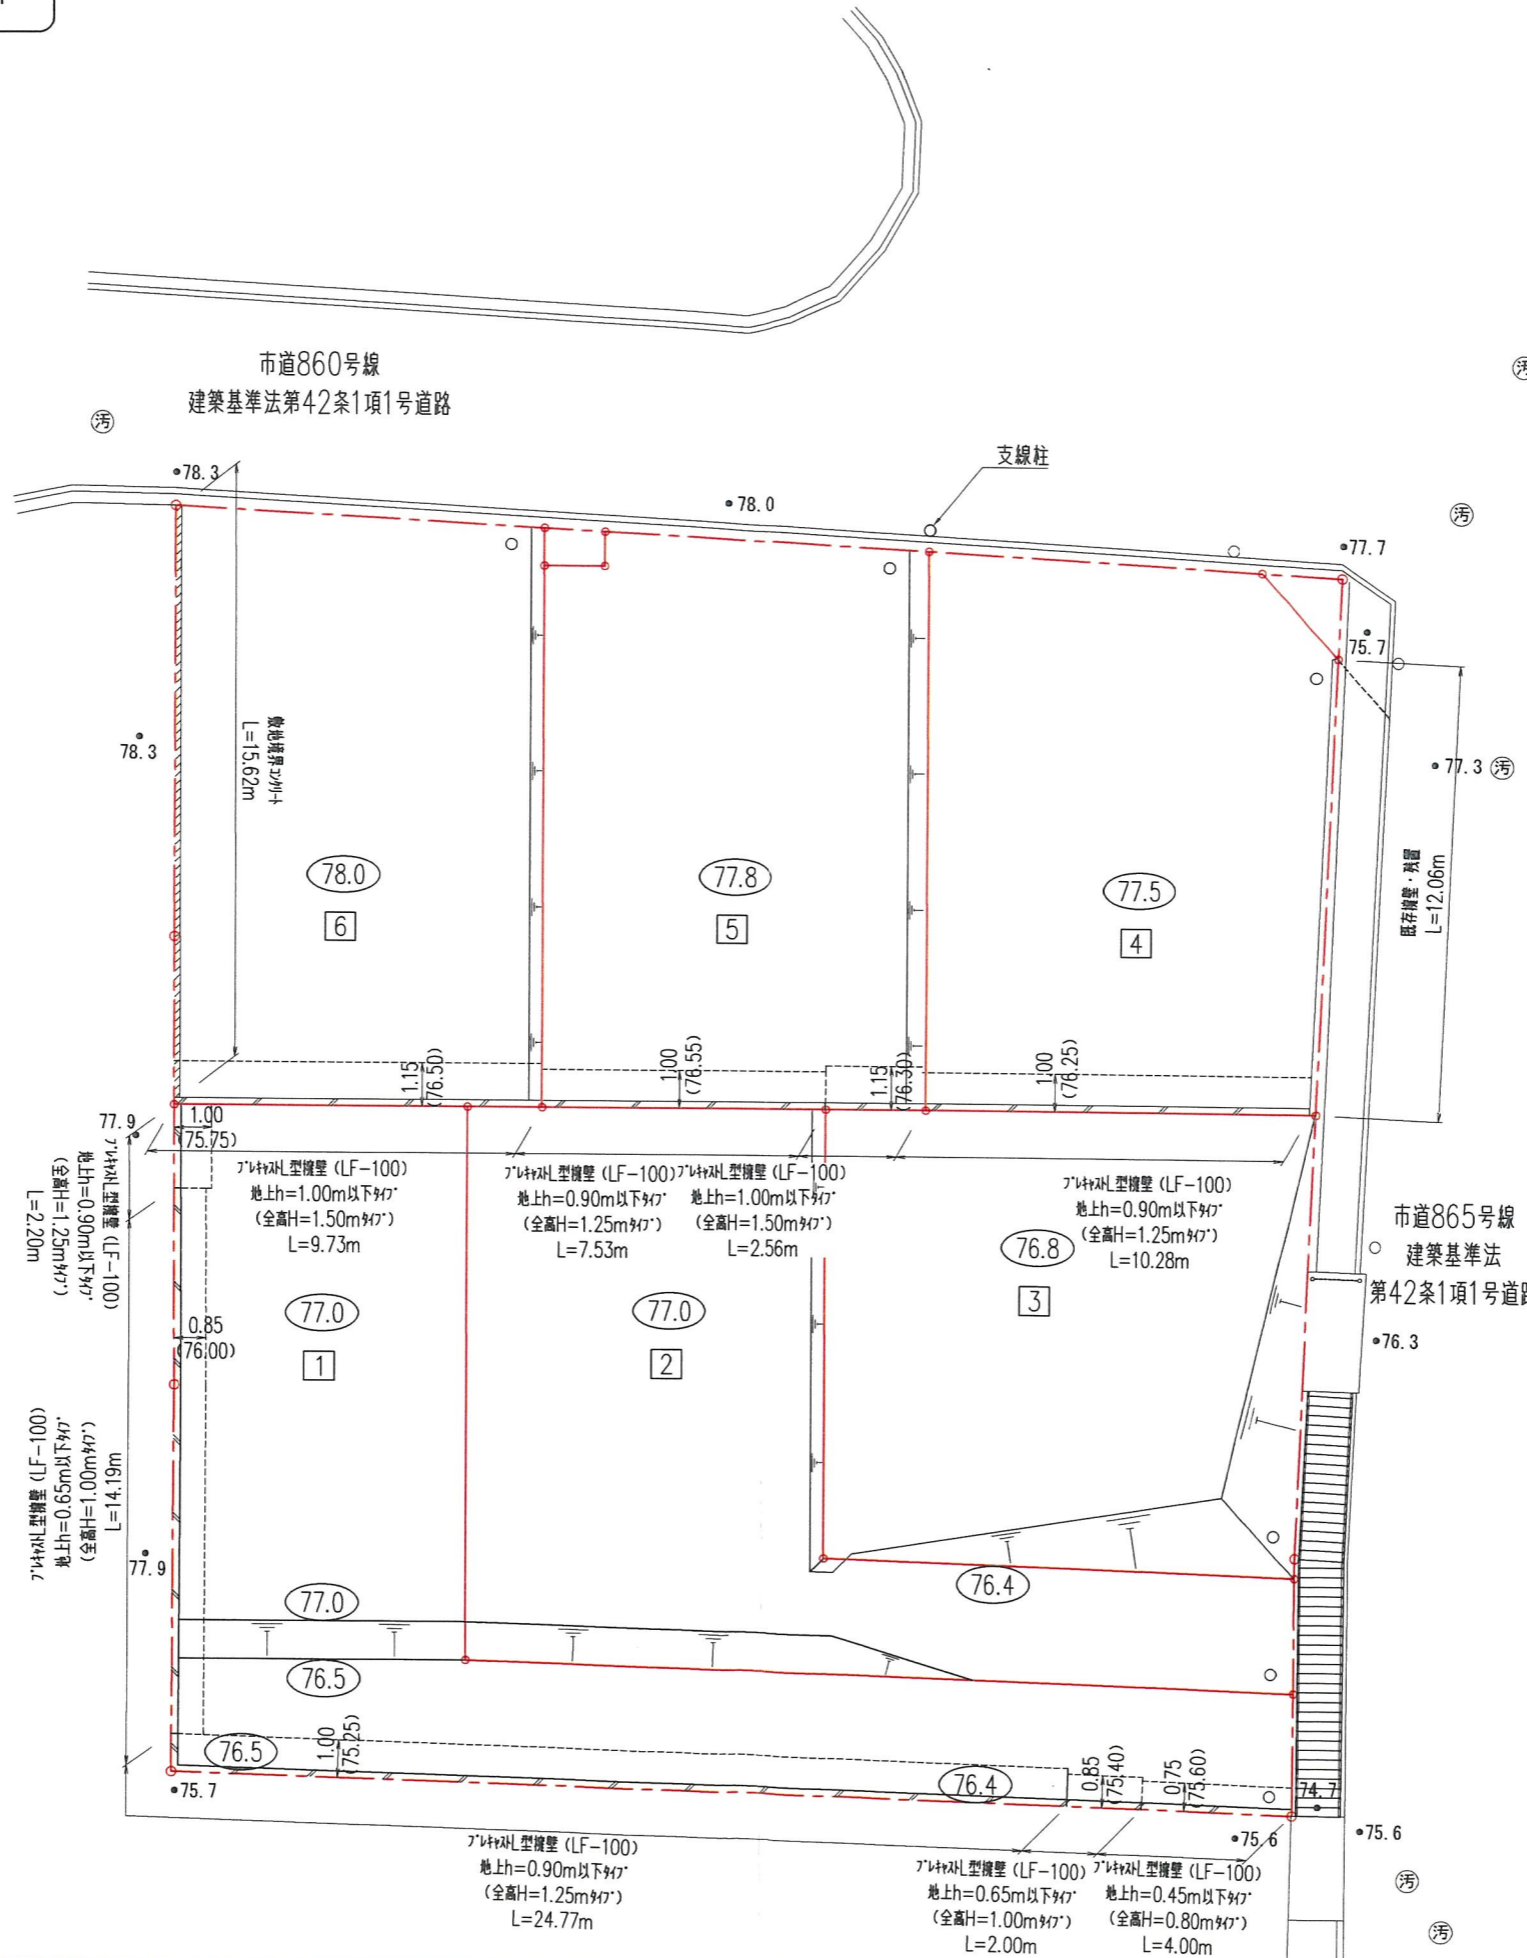 市道860号線
建築基準法第42条1項1号道路
汚
汚
支線柱
78.3
78.0
汚
77.7
75.7
78.3
敷地境界コンクリート
L=15.62m
77.3 汚
既存擁壁・残置
L=12.06m
78.0
6
77.8
5
77.5
4
1.15
(76.50)
1.00
(76.55)
1.15
(76.30)
1.00
(76.25)
77.9
1.00
(75.75)
プレキャストL型擁壁 (LF-100)
地上h=0.90m以下タイプ
(全高H=1.25mタイプ)
L=2.20m
プレキャストL型擁壁 (LF-100)
地上h=1.00m以下タイプ
(全高H=1.50mタイプ)
L=9.73m
プレキャストL型擁壁 (LF-100)
地上h=0.90m以下タイプ
(全高H=1.25mタイプ)
L=7.53m
プレキャストL型擁壁 (LF-100)
地上h=1.00m以下タイプ
(全高H=1.50mタイプ)
L=2.56m
プレキャストL型擁壁 (LF-100)
地上h=0.90m以下タイプ
(全高H=1.25mタイプ)
L=10.28m
市道865号線
建築基準法
第42条1項1号道路
76.3
0.85
(76.00)
77.0
1
77.0
2
76.8
3
プレキャストL型擁壁 (LF-100)
地上h=0.65m以下タイプ
(全高H=1.00mタイプ)
L=14.19m
77.9
77.0
76.4
76.5
76.5
1.00
(75.25)
76.4
0.85
(75.40)
0.75
(75.60)
74.7
75.7
75.6
75.6
プレキャストL型擁壁 (LF-100)
地上h=0.90m以下タイプ
(全高H=1.25mタイプ)
L=24.77m
プレキャストL型擁壁 (LF-100)
地上h=0.65m以下タイプ
(全高H=1.00mタイプ)
L=2.00m
プレキャストL型擁壁 (LF-100)
地上h=0.45m以下タイプ
(全高H=0.80mタイプ)
L=4.00m
汚
汚